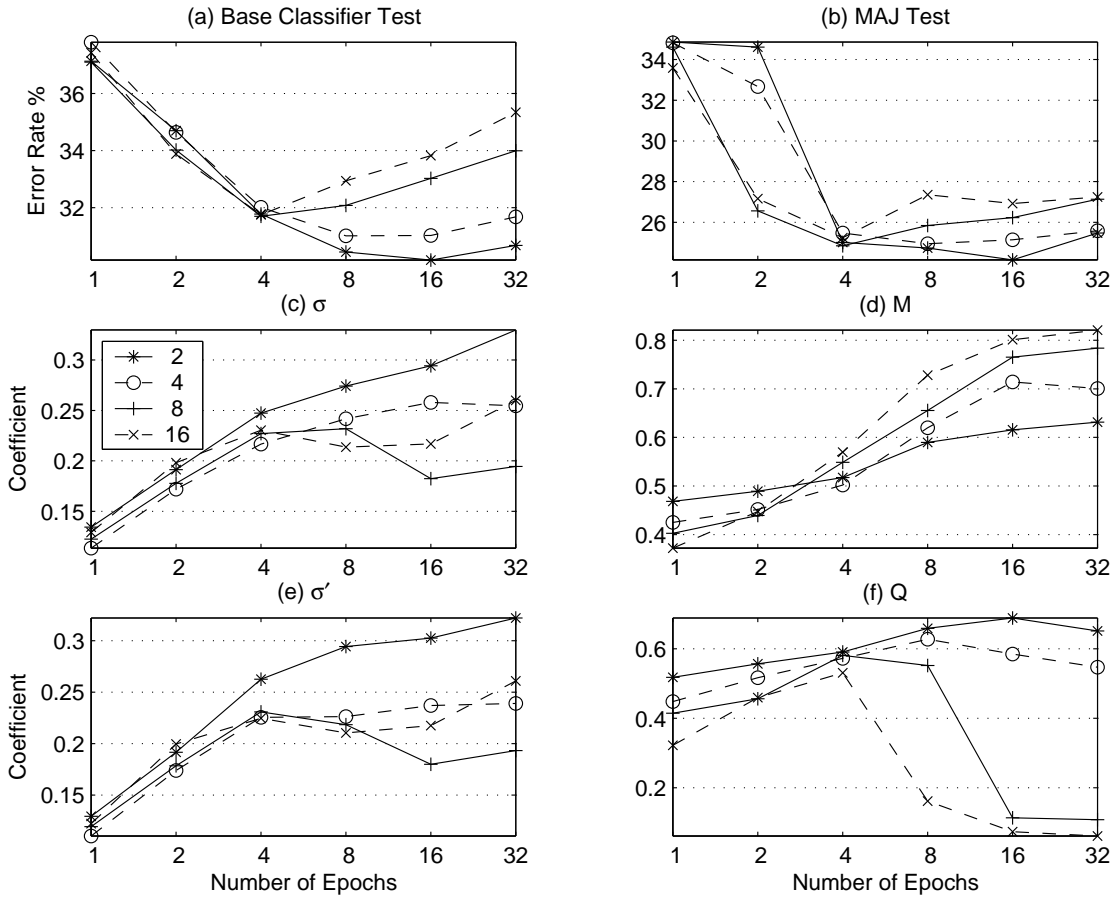 (a) Base Classifier Test
Error Rate %
36
34
32
1 2 4 8 16 32
(b) MAJ Test
34
32
30
28
26
1 2 4 8 16 32
(c) σ
Coefficient
0.3
0.25
0.2
0.15
2
4
8
16
1 2 4 8 16 32
(d) M
0.8
0.7
0.6
0.5
0.4
1 2 4 8 16 32
(e) σ′
Coefficient
0.3
0.25
0.2
0.15
1 2 4 8 16 32
Number of Epochs
(f) Q
0.6
0.4
0.2
1 2 4 8 16 32
Number of Epochs